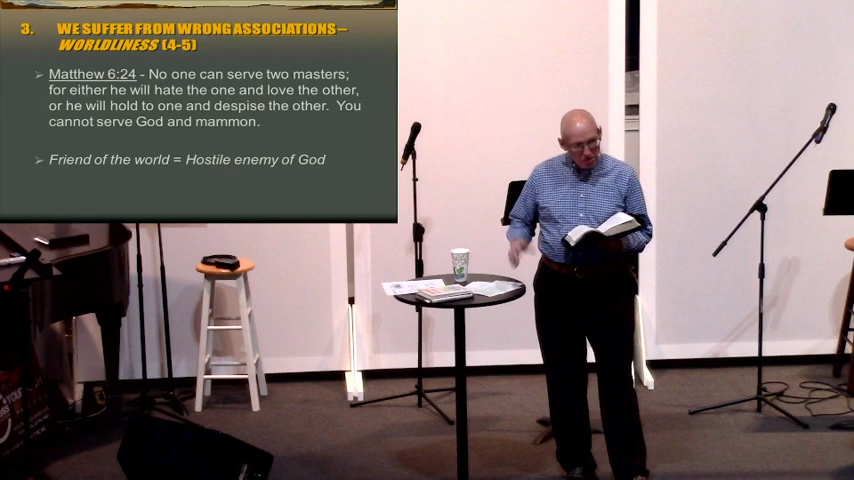 3. WE SUFFER FROM WRONG ASSOCIATIONS –
WORLDLINESS (4-5)
➢ Matthew 6:24 - No one can serve two masters;
for either he will hate the one and love the other,
or he will hold to one and despise the other. You
cannot serve God and mammon.
➢ Friend of the world = Hostile enemy of God